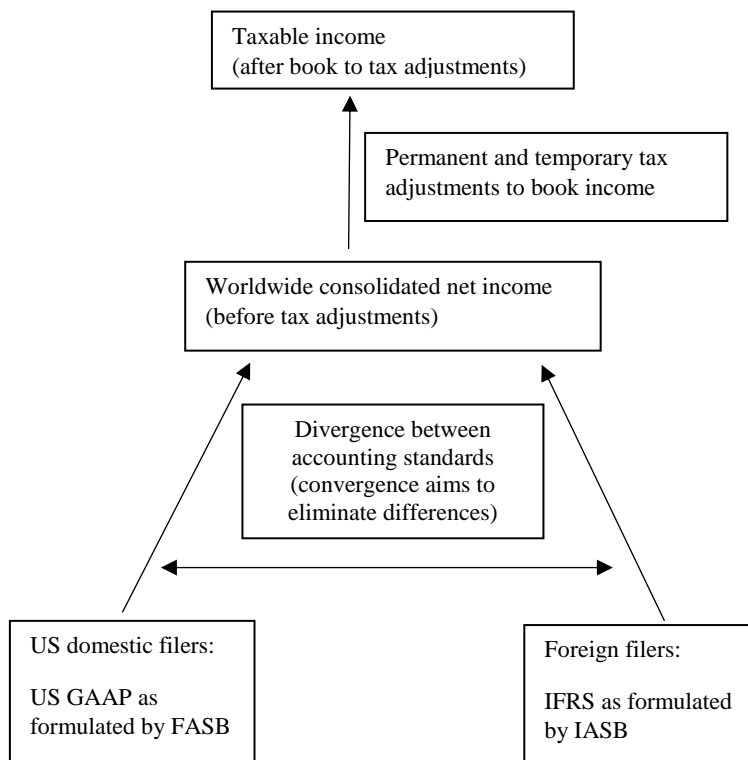 Taxable income
(after book to tax adjustments)
Permanent and temporary tax
adjustments to book income
Worldwide consolidated net income
(before tax adjustments)
Divergence between
accounting standards
(convergence aims to
eliminate differences)
US domestic filers:
US GAAP as
formulated by FASB
Foreign filers:
IFRS as formulated
by IASB